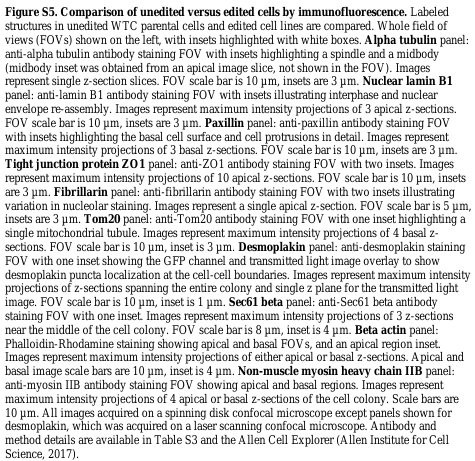 Figure S5. Comparison of unedited versus edited cells by immunofluorescence. Labeled
structures in unedited WTC parental cells and edited cell lines are compared. Whole field of
views (FOVs) shown on the left, with insets highlighted with white boxes. Alpha tubulin panel:
anti-alpha tubulin antibody staining FOV with insets highlighting a spindle and a midbody
(midbody inset was obtained from an apical image slice, not shown in the FOV). Images
represent single z-section slices. FOV scale bar is 10 µm, insets are 3 µm. Nuclear lamin B1
panel: anti-lamin B1 antibody staining FOV with insets illustrating interphase and nuclear
envelope re-assembly. Images represent maximum intensity projections of 3 apical z-sections.
FOV scale bar is 10 µm, insets are 3 µm. Paxillin panel: anti-paxillin antibody staining FOV
with insets highlighting the basal cell surface and cell protrusions in detail. Images represent
maximum intensity projections of 3 basal z-sections. FOV scale bar is 10 µm, insets are 3 µm.
Tight junction protein ZO1 panel: anti-ZO1 antibody staining FOV with two insets. Images
represent maximum intensity projections of 10 apical z-sections. FOV scale bar is 10 µm, insets
are 3 µm. Fibrillarin panel: anti-fibrillarin antibody staining FOV with two insets illustrating
variation in nucleolar staining. Images represent a single apical z-section. FOV scale bar is 5 µm,
insets are 3 µm. Tom20 panel: anti-Tom20 antibody staining FOV with one inset highlighting a
single mitochondrial tubule. Images represent maximum intensity projections of 4 basal z-
sections. FOV scale bar is 10 µm, inset is 3 µm. Desmoplakin panel: anti-desmoplakin staining
FOV with one inset showing the GFP channel and transmitted light image overlay to show
desmoplakin puncta localization at the cell-cell boundaries. Images represent maximum intensity
projections of z-sections spanning the entire colony and single z plane for the transmitted light
image. FOV scale bar is 10 µm, inset is 1 µm. Sec61 beta panel: anti-Sec61 beta antibody
staining FOV with one inset. Images represent maximum intensity projections of 3 z-sections
near the middle of the cell colony. FOV scale bar is 8 µm, inset is 4 µm. Beta actin panel:
Phalloidin-Rhodamine staining showing apical and basal FOVs, and an apical region inset.
Images represent maximum intensity projections of either apical or basal z-sections. Apical and
basal image scale bars are 10 µm, inset is 4 µm. Non-muscle myosin heavy chain IIB panel:
anti-myosin IIB antibody staining FOV showing apical and basal regions. Images represent
maximum intensity projections of 4 apical or basal z-sections of the cell colony. Scale bars are
10 µm. All images acquired on a spinning disk confocal microscope except panels shown for
desmoplakin, which was acquired on a laser scanning confocal microscope. Antibody and
method details are available in Table S3 and the Allen Cell Explorer (Allen Institute for Cell
Science, 2017).